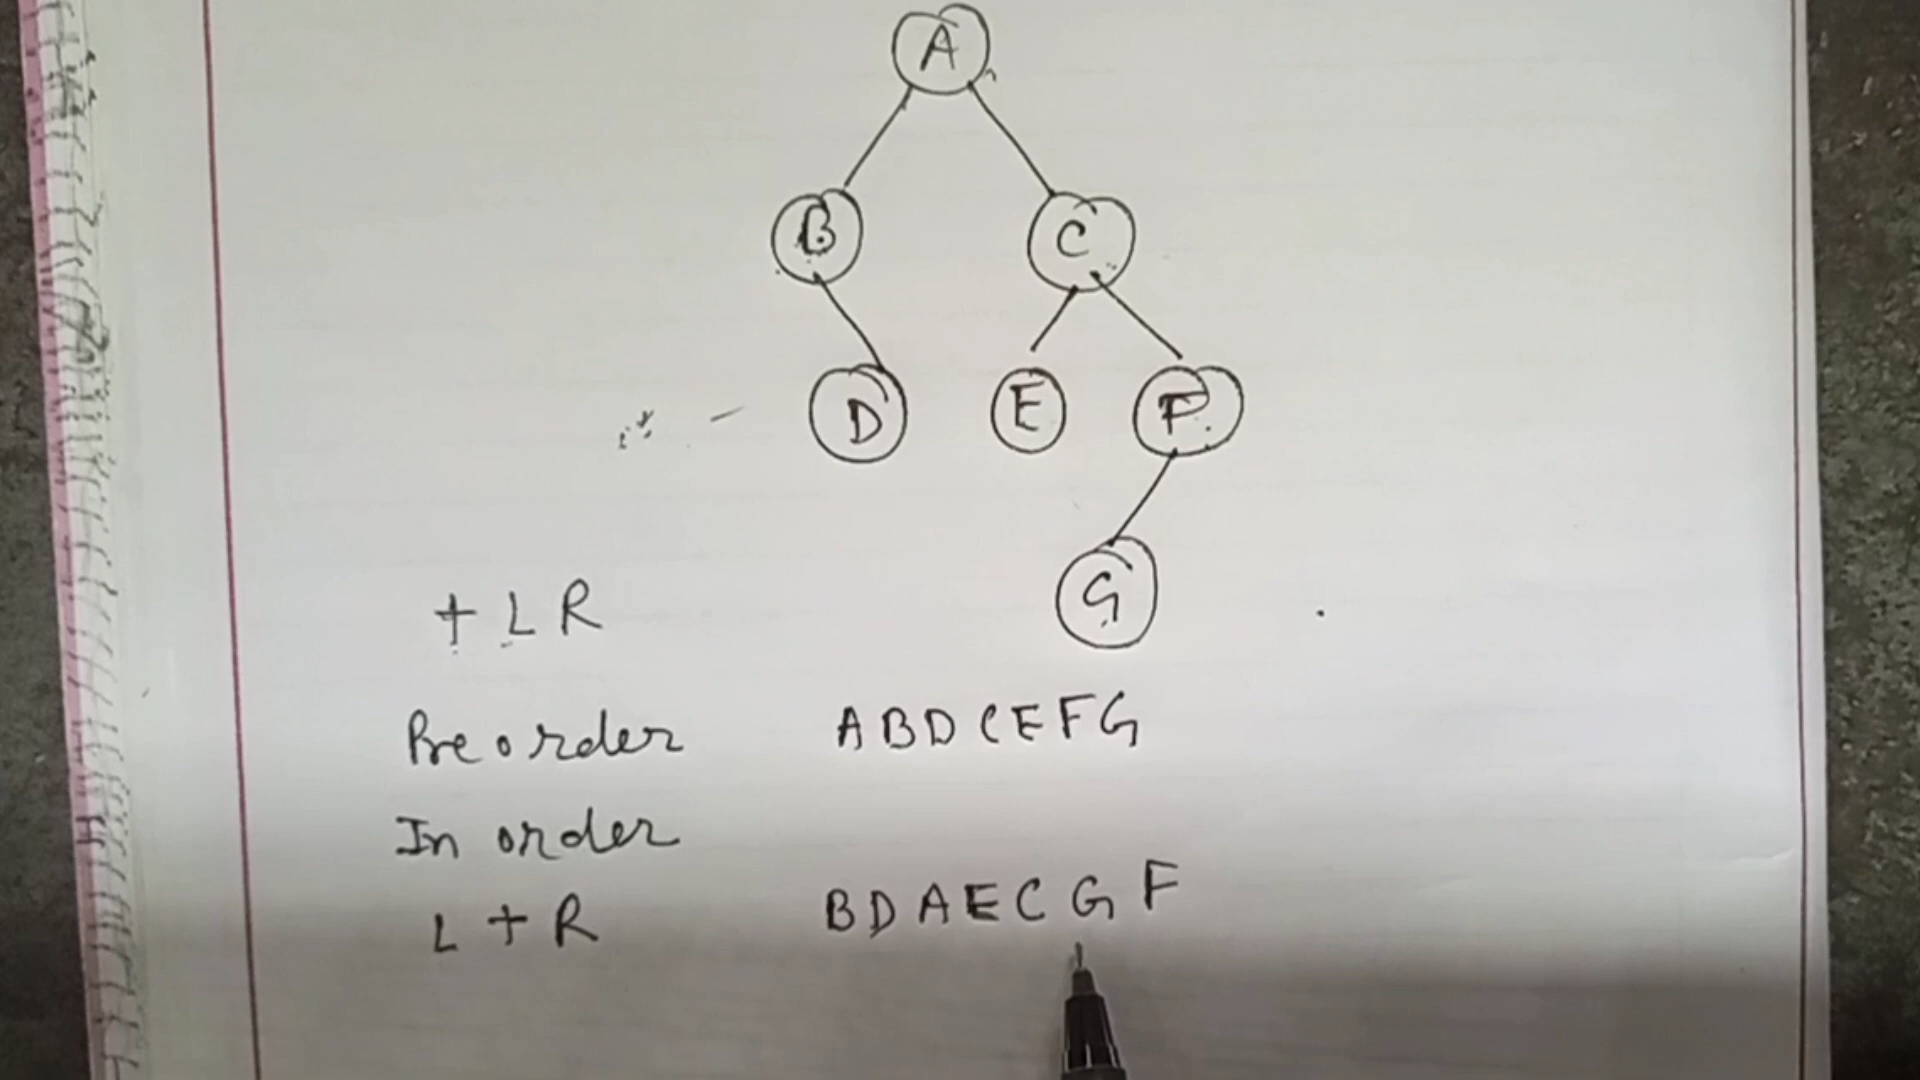 A
B C
D E F
G
+ L R
Preorder ABDCEFG
In order
L + R BDAECGF